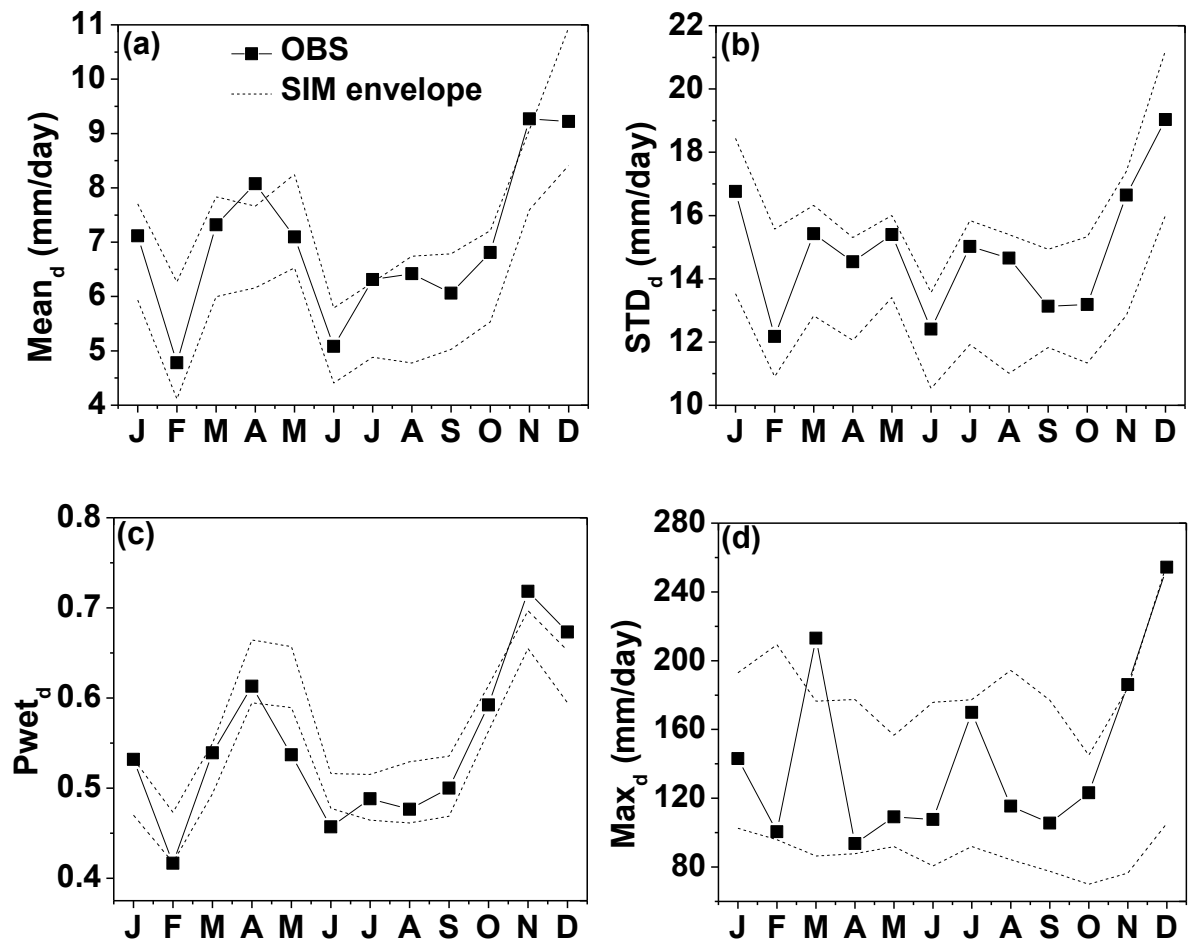 (a)
OBS
SIM envelope
Mean_d (mm/day)
11
10
9
8
7
6
5
4
J F M A M J J A S O N D
(b)
STD_d (mm/day)
22
20
18
16
14
12
10
J F M A M J J A S O N D
(c)
Pwet_d
0.8
0.7
0.6
0.5
0.4
J F M A M J J A S O N D
(d)
Max_d (mm/day)
280
240
200
160
120
80
J F M A M J J A S O N D